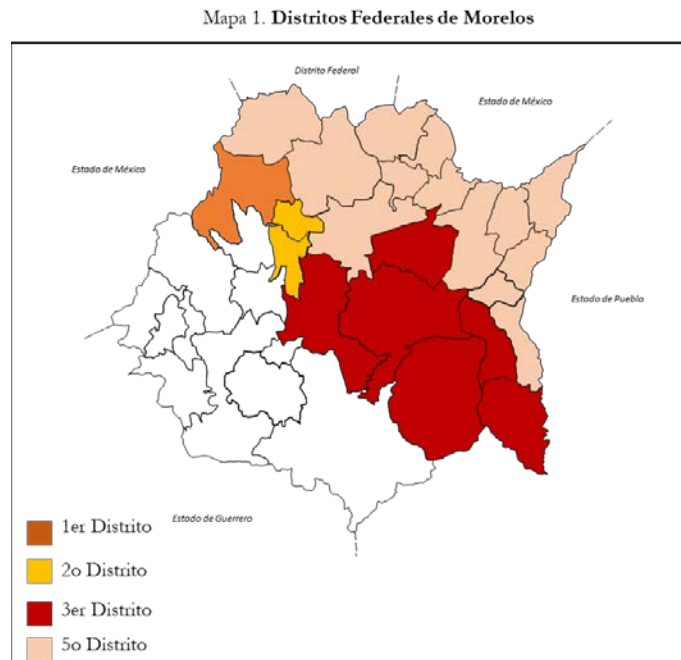 Mapa 1. Distritos Federales de Morelos
Distrito Federal
Estado de México
Estado de México
Estado de Puebla
Estado de Guerrero
1er Distrito
2o Distrito
3er Distrito
5o Distrito